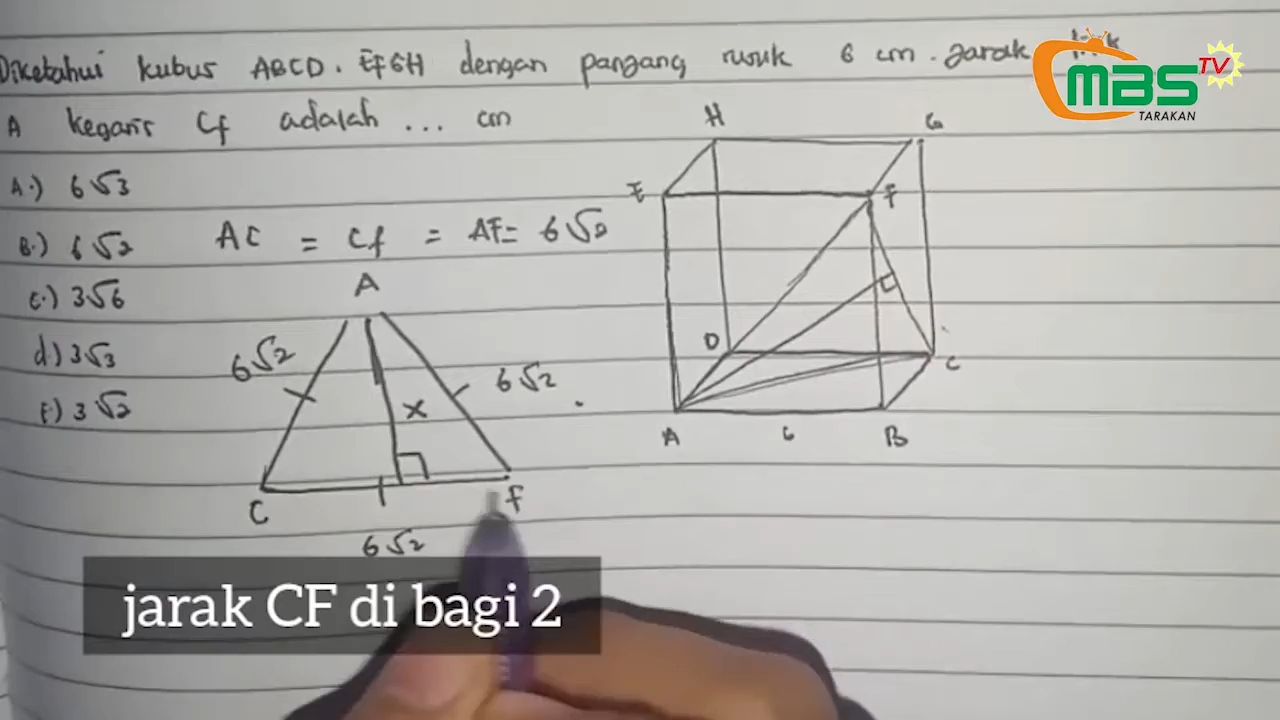 Diketahui kubus ABCD.EFGH dengan panjang rusuk 6 cm. Jarak
A kegaris CF adalah ... cm
A.) 6√3
B.) 6√2
C.) 3√6
d.) 3√3
E.) 3√2
AC = CF = AF = 6√2
A
6√2
6√2
x
C
F
6√2
H
G
E
F
D
C
A
6
B
MBS TV
TARAKAN
jarak CF di bagi 2